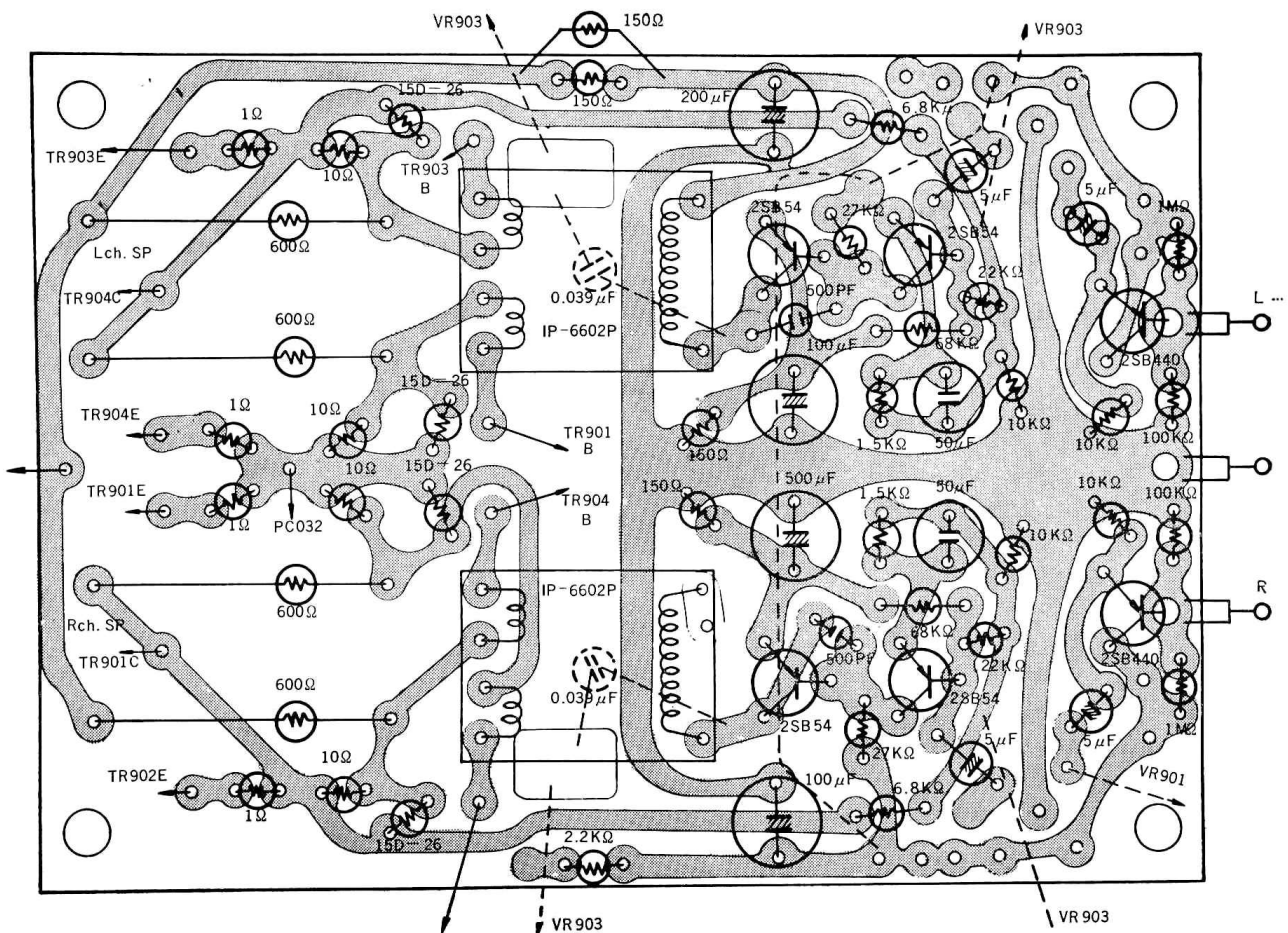 VR903
150Ω
VR903
15D-26
150Ω
200μF
6.8Kμ
1Ω
TR903E
10Ω
TR903
B
5μF
5μF
2SB54
27KΩ
1MΩ
600Ω
2SB54
Lch. SP
22KΩ
TR904C
0.039μF
500PF
L ...
600Ω
IP-6602P
100μF
68KΩ
2SB440
15D-26
1Ω
10Ω
TR904E
TR901
B
150Ω
1.5KΩ
50μF
10KΩ
10KΩ
100KΩ
10Ω
15D-26
500μF
150Ω
1.5KΩ
50μF
10KΩ
100KΩ
TR901E
1Ω
PC032
TR904
B
10KΩ
600Ω
IP-6602P
R
Rch. SP
68KΩ
500PF
22KΩ
2SB440
TR901C
600Ω
0.039μF
2SB54
2SB54
5μF
5μF
1MΩ
27KΩ
10Ω
TR902E
1Ω
100μF
6.8KΩ
VR901
15D-26
2.2KΩ
VR903
VR903